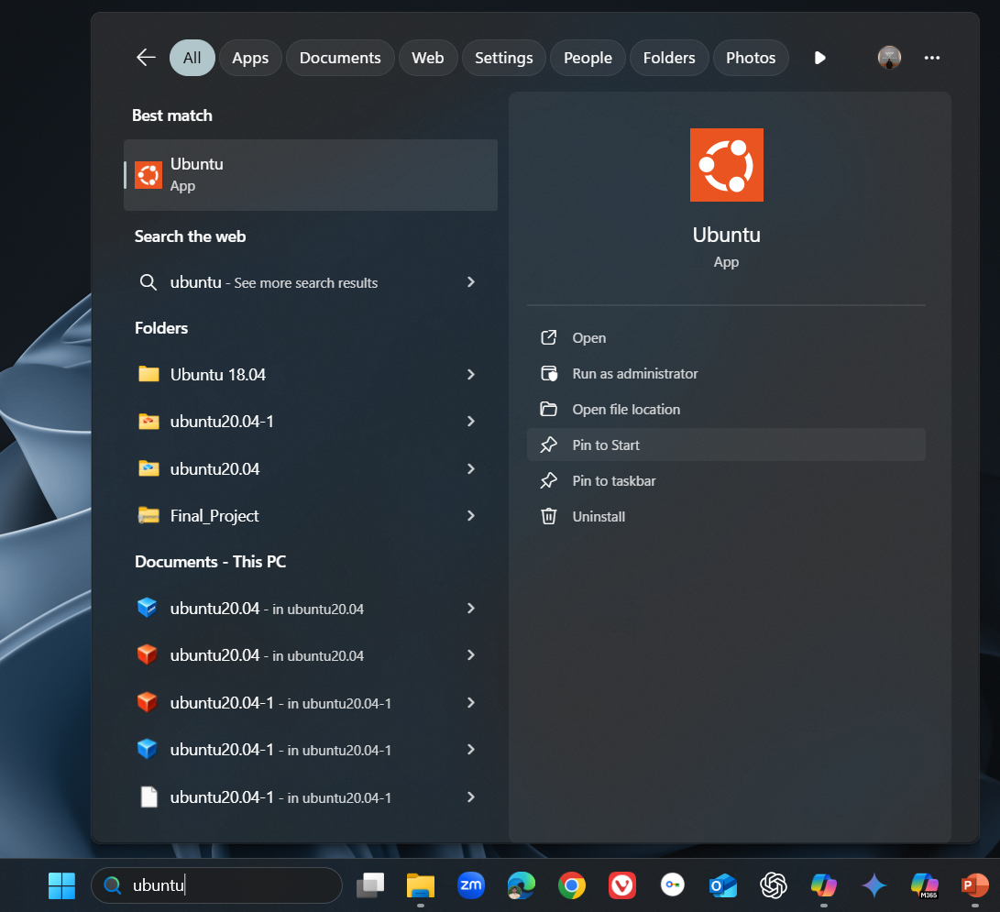 All Apps Documents Web Settings People Folders Photos
Best match
Ubuntu
App
Search the web
ubuntu - See more search results
Folders
Ubuntu 18.04
ubuntu20.04-1
ubuntu20.04
Final_Project
Documents - This PC
ubuntu20.04 - in ubuntu20.04
ubuntu20.04 - in ubuntu20.04
ubuntu20.04-1 - in ubuntu20.04-1
ubuntu20.04-1 - in ubuntu20.04-1
ubuntu20.04-1 - in ubuntu20.04-1
Ubuntu
App
Open
Run as administrator
Open file location
Pin to Start
Pin to taskbar
Uninstall
ubuntu
zm
O
M365
P